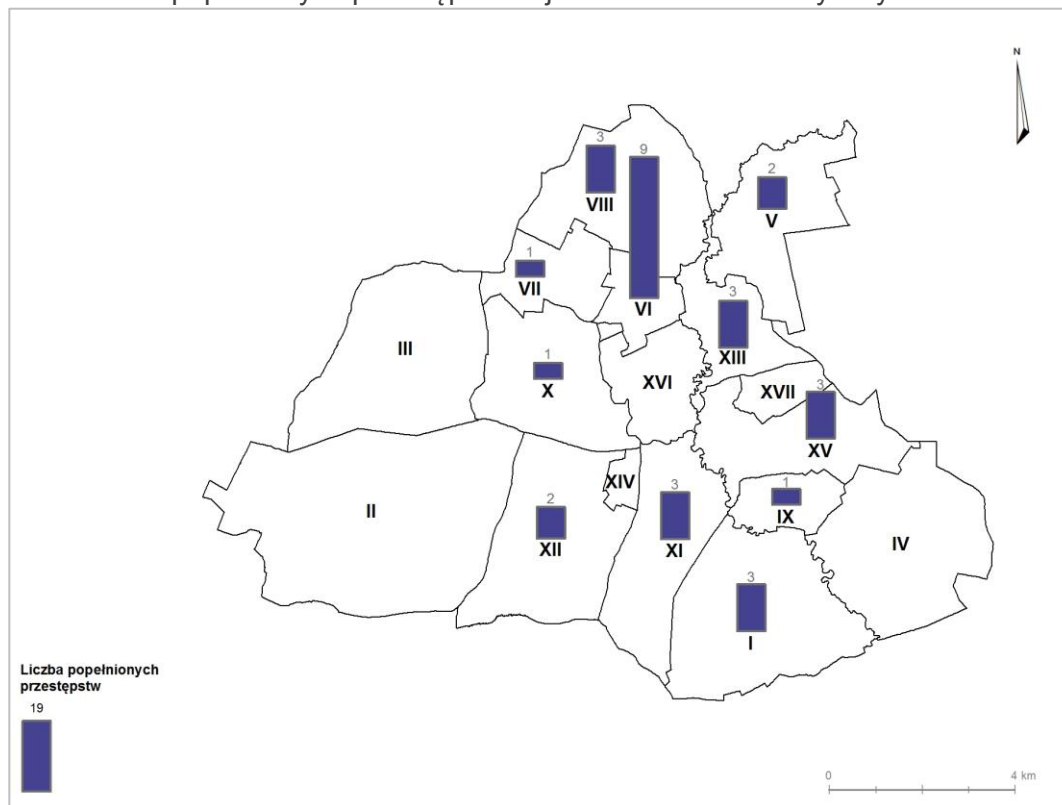 N
3
VIII
9
VI
2
V
1
VII
3
XIII
III
1
X
XVI
XVII
3
XV
II
XIV
2
XII
3
XI
1
IX
IV
3
I
Liczba popełnionych
przestępstw
19
0
4 km